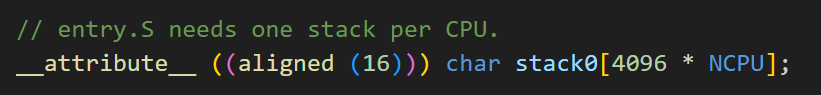 // entry.S needs one stack per CPU.
__attribute__ ((aligned (16))) char stack0[4096 * NCPU];